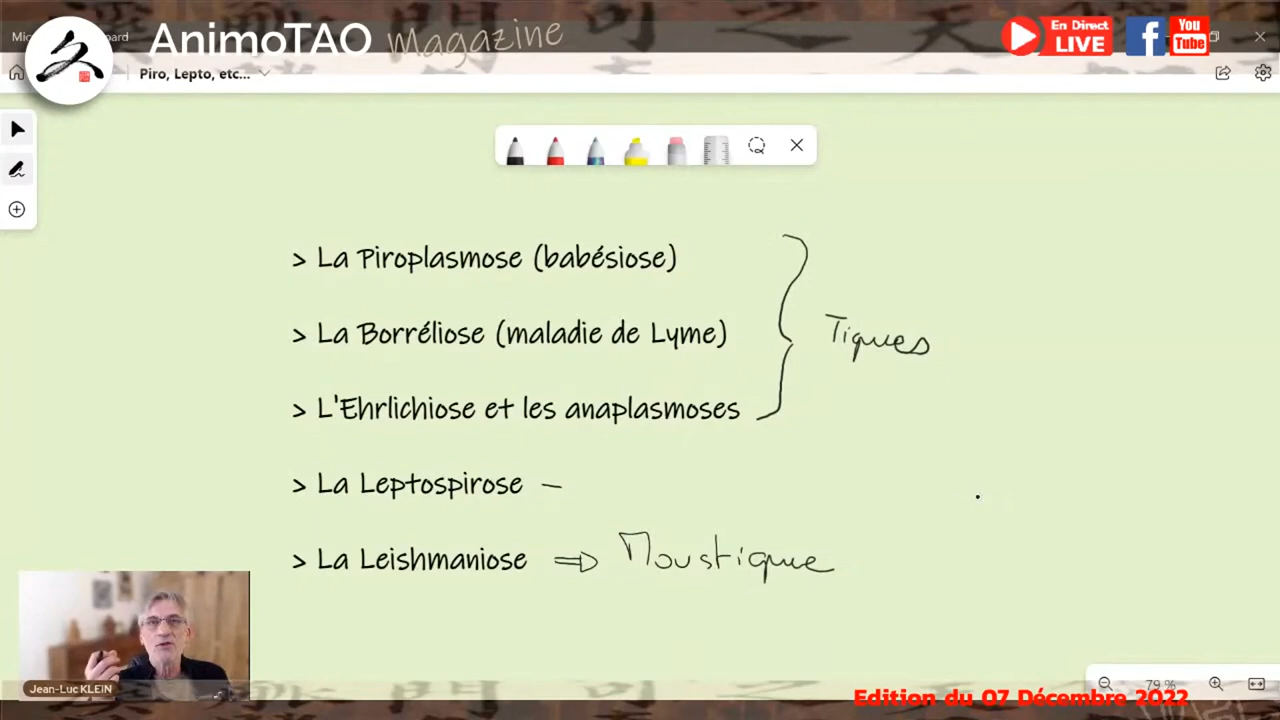 AnimoTAO Magazine
En Direct
LIVE
You
Tube
Piro, Lepto, etc...
> La Piroplasmose (babésiose)
> La Borréliose (maladie de Lyme)
Tiques
> L'Ehrlichiose et les anaplasmoses
> La Leptospirose –
> La Leishmaniose ⇒ Moustique
Jean-Luc KLEIN
79 %
Edition du 07 Décembre 2022